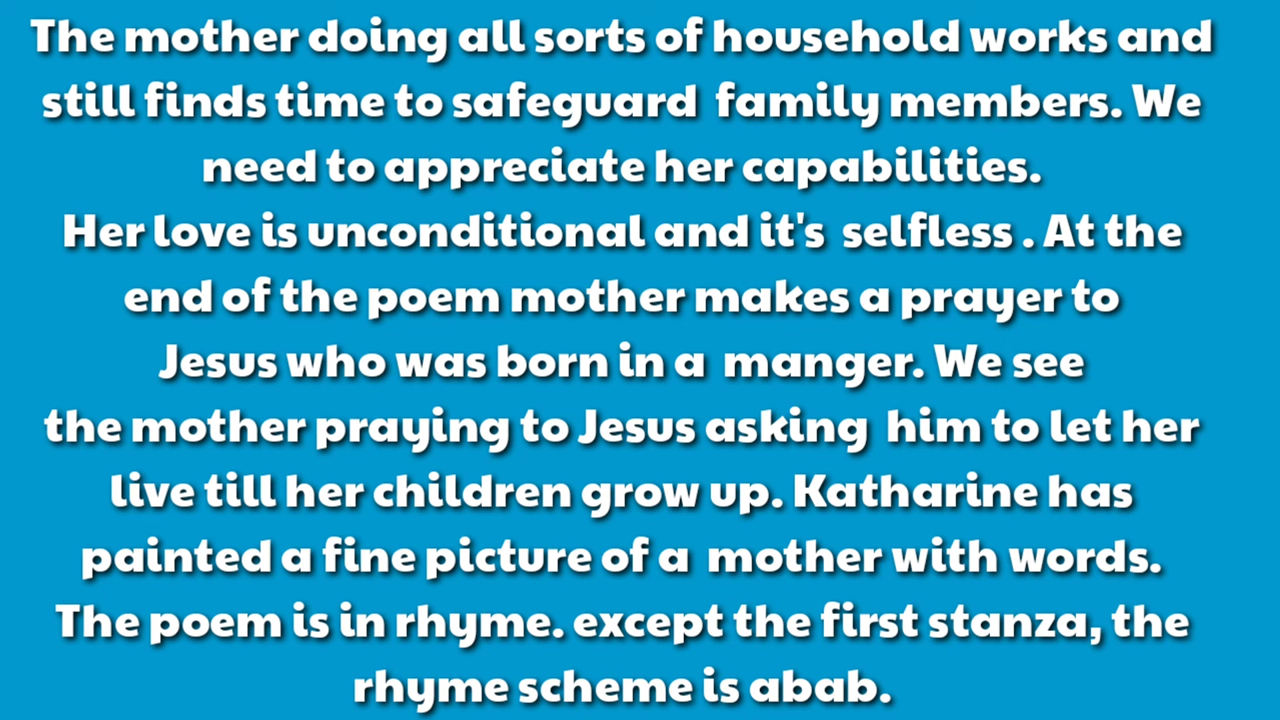 The mother doing all sorts of household works and
still finds time to safeguard family members. We
need to appreciate her capabilities.
Her love is unconditional and it's selfless . At the
end of the poem mother makes a prayer to
Jesus who was born in a manger. We see
the mother praying to Jesus asking him to let her
live till her children grow up. Katharine has
painted a fine picture of a mother with words.
The poem is in rhyme. except the first stanza, the
rhyme scheme is abab.